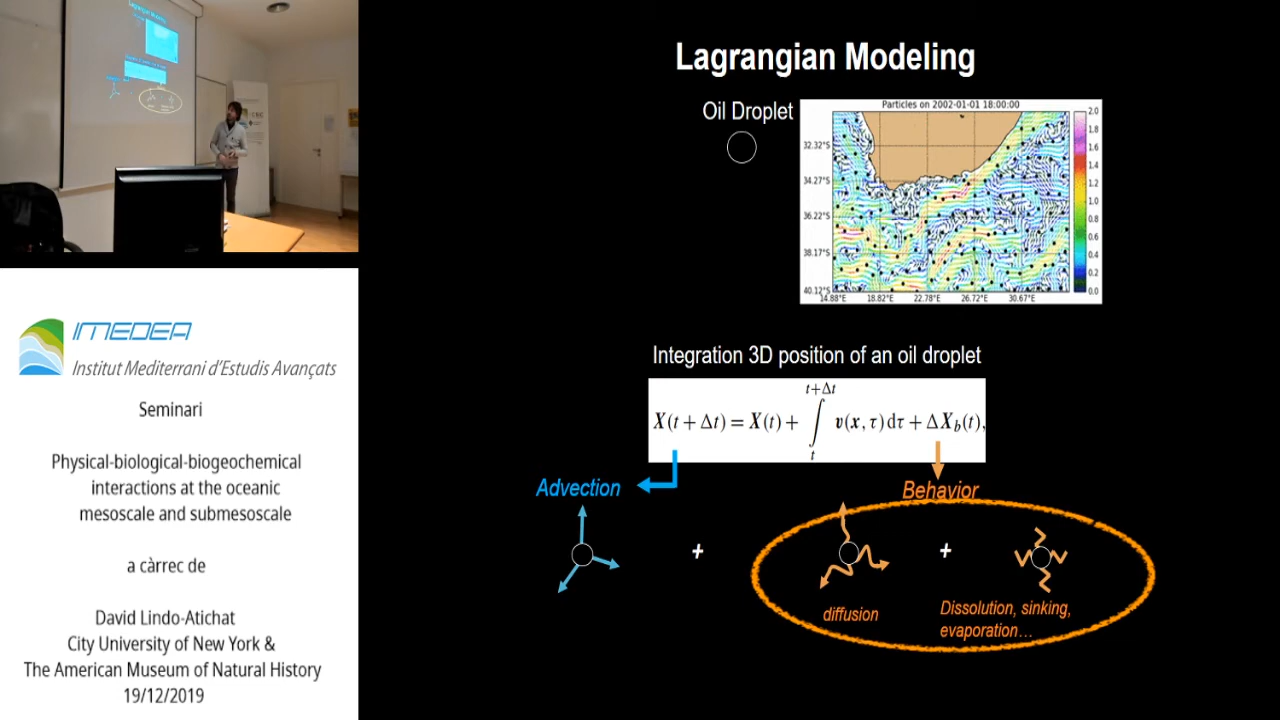 Lagrangian Modeling
Oil Droplet
Particles on 2002-01-01 18:00:00
32.32°S
34.27°S
36.22°S
38.17°S
40.12°S
14.88°E 18.82°E 22.78°E 26.72°E 30.67°E
2.0
1.8
1.6
1.4
1.2
1.0
0.8
0.6
0.4
0.2
0.0
Integration 3D position of an oil droplet
X(t + Δt) = X(t) + ∫ₜᵗ⁺ᐩᐞᵗ v(x, τ) dτ + ΔX_b(t),
Advection
Behavior
+
+
diffusion
Dissolution, sinking,
evaporation...
IMEDEA
Institut Mediterrani d'Estudis Avançats
Seminari
Physical-biological-biogeochemical
interactions at the oceanic
mesoscale and submesoscale
a càrrec de
David Lindo-Atichat
City University of New York &
The American Museum of Natural History
19/12/2019